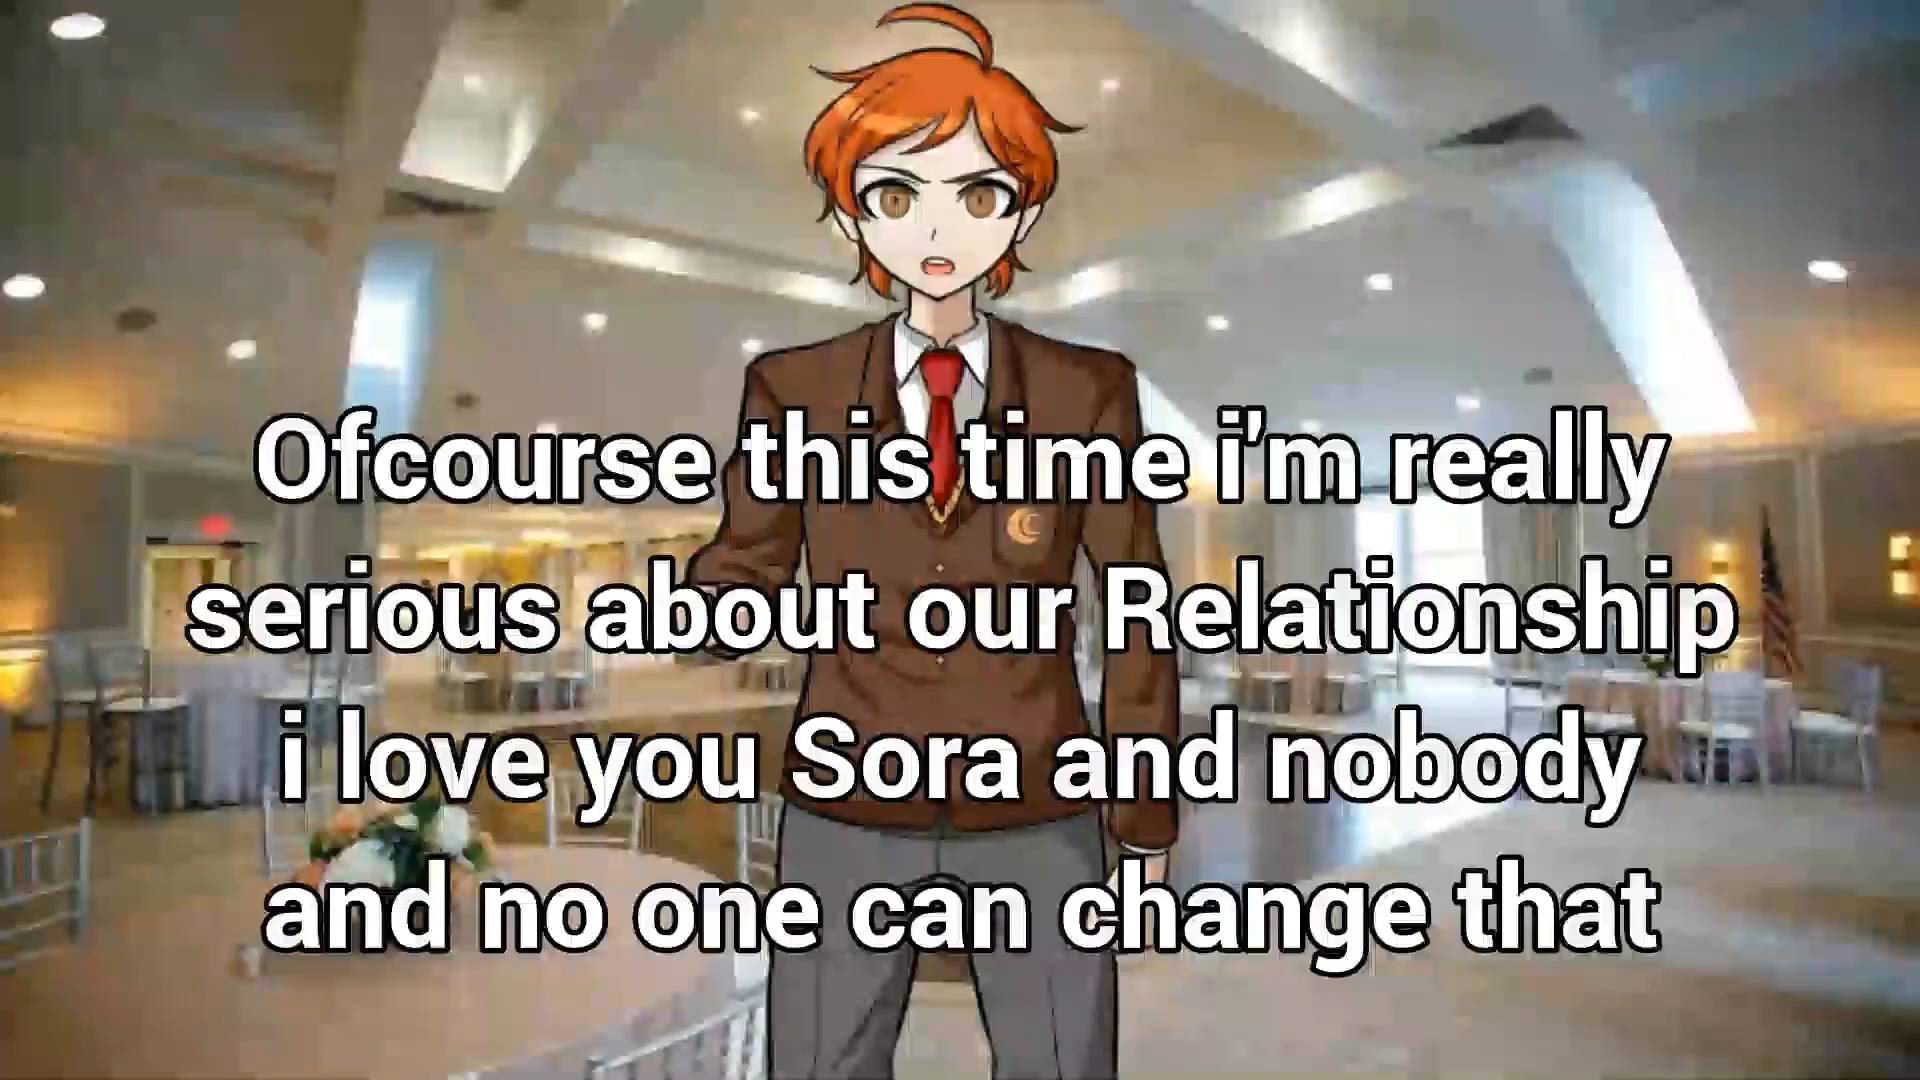 Ofcourse this time i'm really
serious about our Relationship
i love you Sora and nobody
and no one can change that